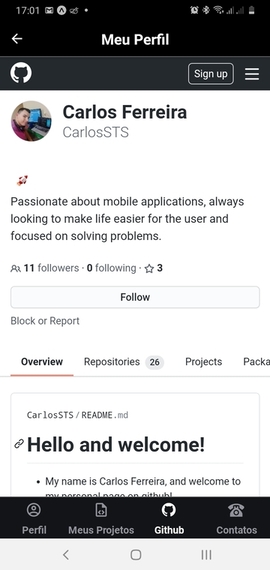 17:01
Meu Perfil
Sign up
Carlos Ferreira
CarlosSTS
Passionate about mobile applications, always
looking to make life easier for the user and
focused on solving problems.
11 followers · 0 following · 3
Follow
Block or Report
Overview Repositories 26 Projects Packa
CarlosSTS / README.md
Hello and welcome!
• My name is Carlos Ferreira, and welcome to
my personal page on github!
Perfil Meus Projetos Github Contatos